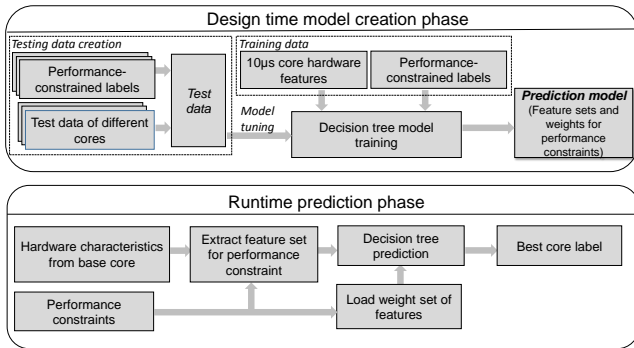 Design time model creation phase
Testing data creation
Performance-
constrained labels
Test data of different
cores
Test
data
Training data
10µs core hardware
features
Performance-
constrained labels
Model
tuning
Decision tree model
training
Prediction model
(Feature sets and
weights for
performance
constraints)
Runtime prediction phase
Hardware characteristics
from base core
Extract feature set
for performance
constraint
Decision tree
prediction
Best core label
Performance
constraints
Load weight set of
features